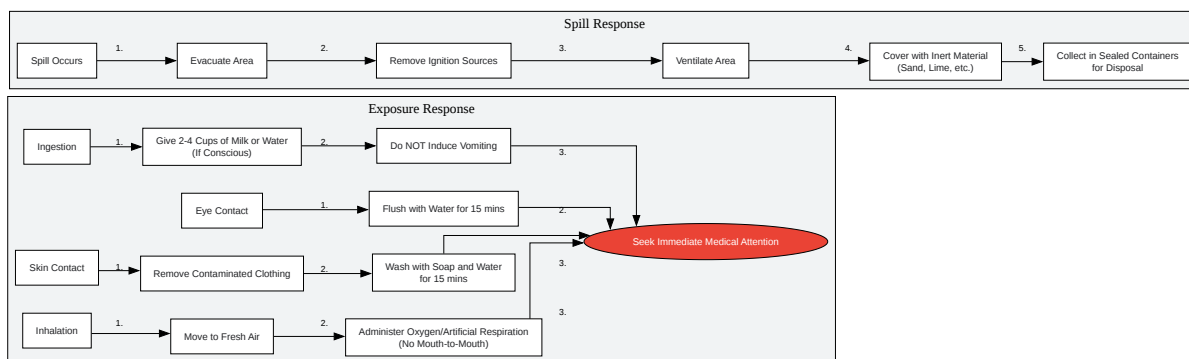 Spill Response
Spill Occurs
1.
Evacuate Area
2.
Remove Ignition Sources
3.
Ventilate Area
4.
Cover with Inert Material
(Sand, Lime, etc.)
5.
Collect in Sealed Containers
for Disposal
Exposure Response
Ingestion
1.
Give 2-4 Cups of Milk or Water
(If Conscious)
2.
Do NOT Induce Vomiting
3.
Eye Contact
1.
Flush with Water for 15 mins
2.
Seek Immediate Medical Attention
Skin Contact
1.
Remove Contaminated Clothing
2.
Wash with Soap and Water
for 15 mins
3.
Inhalation
1.
Move to Fresh Air
2.
Administer Oxygen/Artificial Respiration
(No Mouth-to-Mouth)
3.